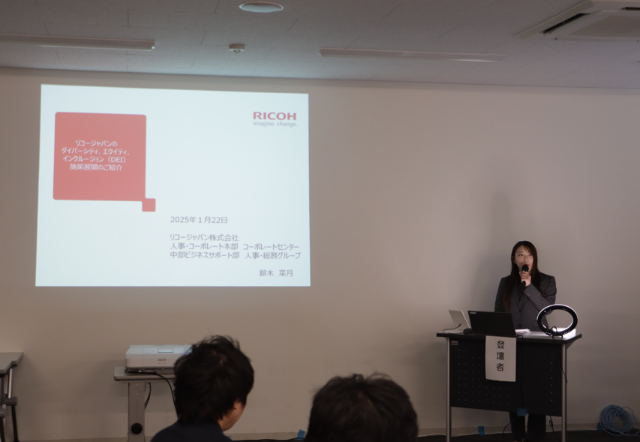 RICOH
imagine. change.
リコージャパンの
ダイバーシティ、エクイティ、
インクルージョン（DEI）
施策展開のご紹介
2025年1月22日
リコージャパン株式会社
人事・コーポレート本部 コーポレートセンター
中部ビジネスサポート部 人事・総務グループ
鈴木 菜月
登壇者